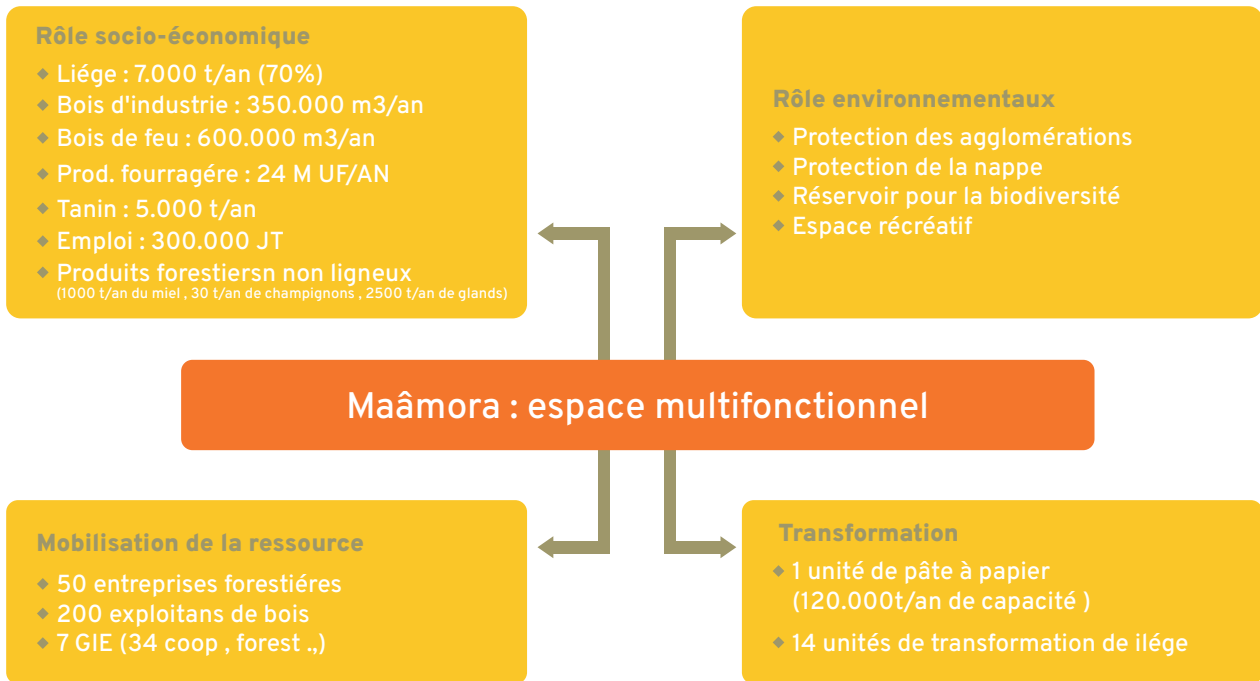 Rôle socio-économique
Liége : 7.000 t/an (70%)
Bois d'industrie : 350.000 m3/an
Bois de feu : 600.000 m3/an
Prod. fourragére : 24 M UF/AN
Tanin : 5.000 t/an
Emploi : 300.000 JT
Produits forestiersn non ligneux
(1000 t/an du miel , 30 t/an de champignons , 2500 t/an de glands)
Rôle environnementaux
Protection des agglomérations
Protection de la nappe
Réservoir pour la biodiversité
Espace récréatif
Maâmora : espace multifonctionnel
Mobilisation de la ressource
50 entreprises forestiéres
200 exploitans de bois
7 GIE (34 coop , forest .,)
Transformation
1 unité de pâte à papier
(120.000t/an de capacité )
14 unités de transformation de ilége